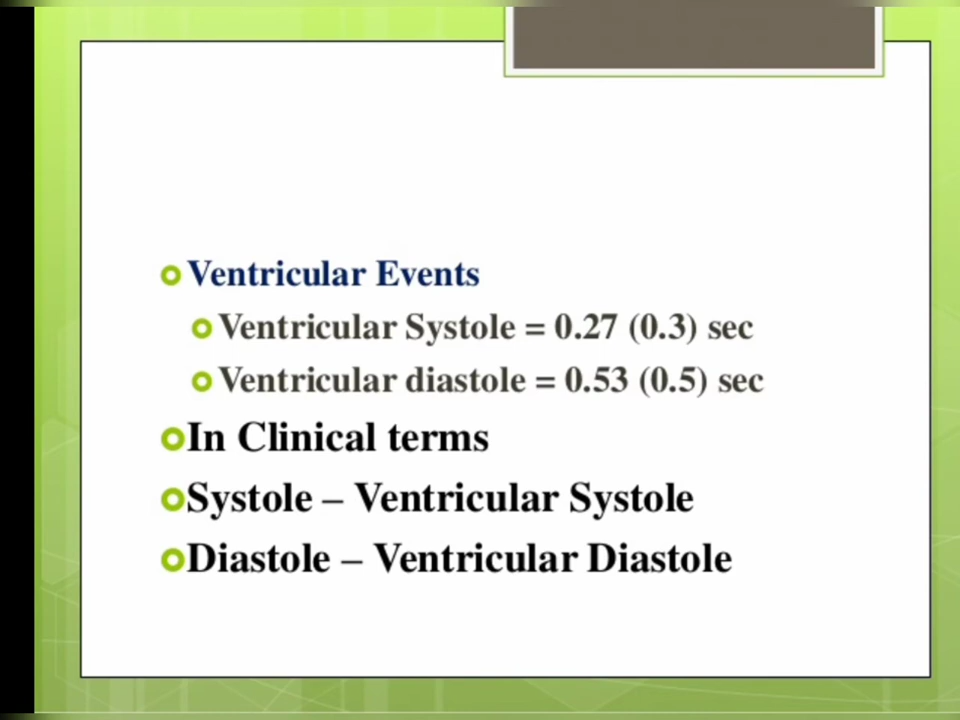 Ventricular Events
Ventricular Systole = 0.27 (0.3) sec
Ventricular diastole = 0.53 (0.5) sec
In Clinical terms
Systole – Ventricular Systole
Diastole – Ventricular Diastole